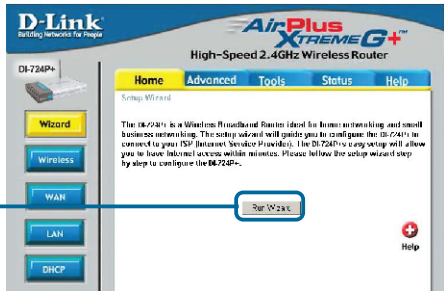 D-Link
Building Networks for People
AirPlus
XTREME G+™
High-Speed 2.4GHz Wireless Router
DI-724P+
Home Advanced Tools Status Help
Setup Wizard
Wizard
The DI-724P+ is a Wireless Broadband Router ideal for home networking and small
business networking. The setup wizard will guide you to configure the DI-724P+ to
connect to your ISP (Internet Service Provider). The DI-724P+'s easy setup will allow
you to have Internet access within minutes. Please follow the setup wizard step
by step to configure the DI-724P+.
Wireless
WAN
Run Wizard
LAN
Help
DHCP